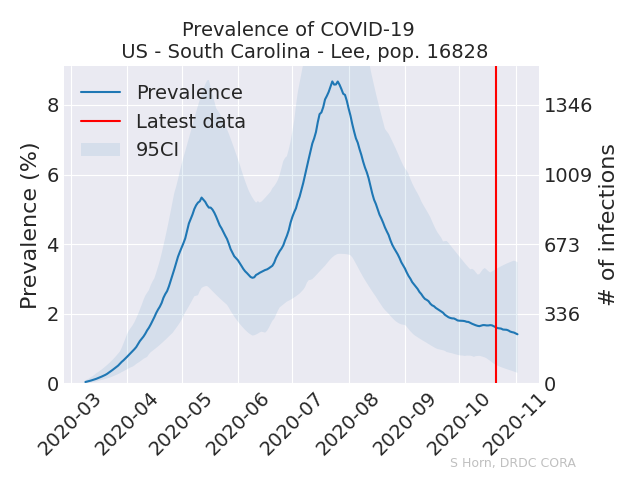 Prevalence of COVID-19
US - South Carolina - Lee, pop. 16828
Prevalence
Latest data
95CI
Prevalence (%)
8
6
4
2
0
1346
1009
673
336
0
# of infections
2020-03
2020-04
2020-05
2020-06
2020-07
2020-08
2020-09
2020-10
2020-11
S Horn, DRDC CORA